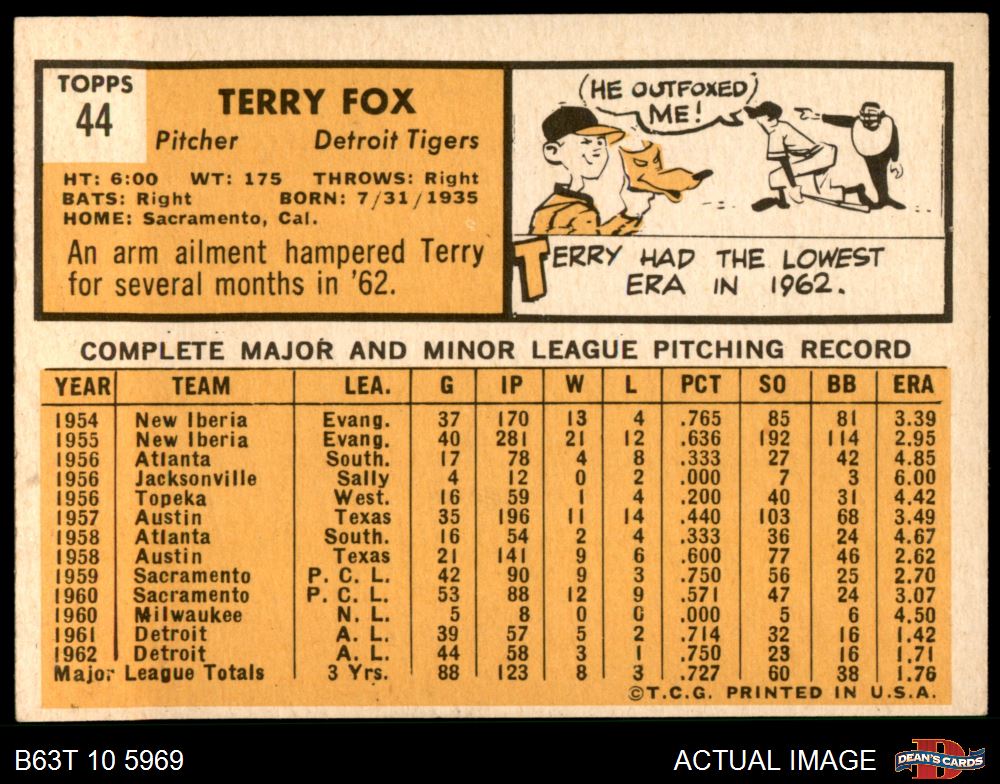 TOPPS
44
TERRY FOX
Pitcher Detroit Tigers
HT: 6:00 WT: 175 THROWS: Right
BATS: Right BORN: 7/31/1935
HOME: Sacramento, Cal.
An arm ailment hampered Terry
for several months in '62.
(HE OUTFOXED)
ME!
TERRY HAD THE LOWEST
ERA IN 1962.
COMPLETE MAJOR AND MINOR LEAGUE PITCHING RECORD
YEAR TEAM LEA. G IP W L PCT SO BB ERA
1954 New Iberia Evang. 37 170 13 4 .765 85 81 3.39
1955 New Iberia Evang. 40 281 21 12 .636 192 114 2.95
1956 Atlanta South. 17 78 4 8 .333 27 42 4.85
1956 Jacksonville Sally 4 12 0 2 .000 7 3 6.00
1956 Topeka West. 16 59 1 4 .200 40 31 4.42
1957 Austin Texas 35 196 11 14 .440 103 68 3.49
1958 Atlanta South. 16 54 2 4 .333 36 24 4.67
1958 Austin Texas 21 141 9 6 .600 77 46 2.62
1959 Sacramento P. C. L. 42 90 9 3 .750 56 25 2.70
1960 Sacramento P. C. L. 53 88 12 9 .571 47 24 3.07
1960 Milwaukee N. L. 5 8 0 0 .000 5 6 4.50
1961 Detroit A. L. 39 57 5 2 .714 32 16 1.42
1962 Detroit A. L. 44 58 3 1 .750 23 16 1.71
Major League Totals 3 Yrs. 88 123 8 3 .727 60 38 1.76
©T.C.G. PRINTED IN U.S.A.
B63T 10 5969 ACTUAL IMAGE DEAN'S CARDS